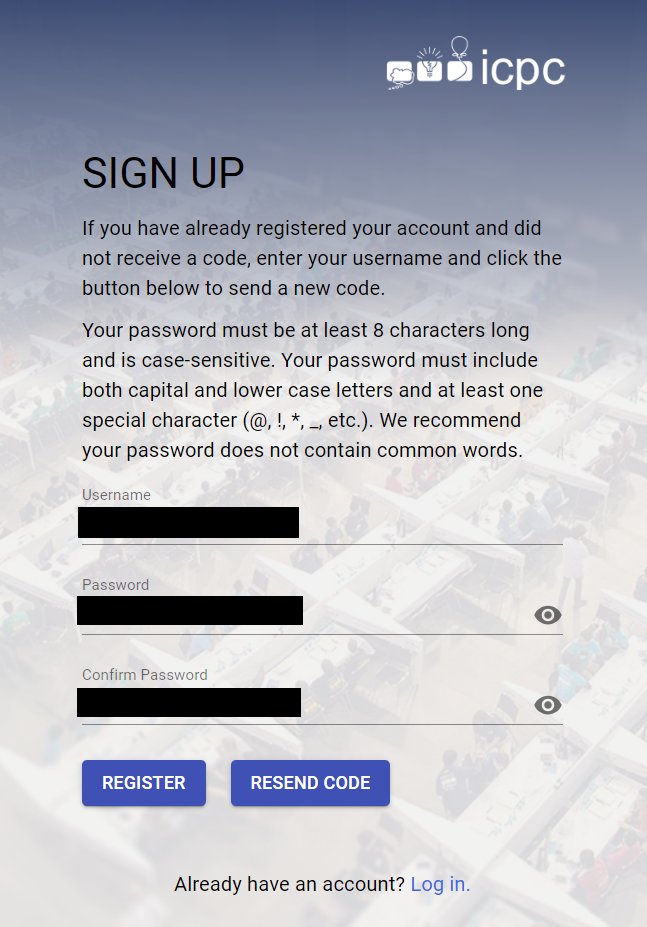 icpc
SIGN UP
If you have already registered your account and did
not receive a code, enter your username and click the
button below to send a new code.
Your password must be at least 8 characters long
and is case-sensitive. Your password must include
both capital and lower case letters and at least one
special character (@, !, *, _, etc.). We recommend
your password does not contain common words.
Username
Password
Confirm Password
REGISTER RESEND CODE
Already have an account? Log in.